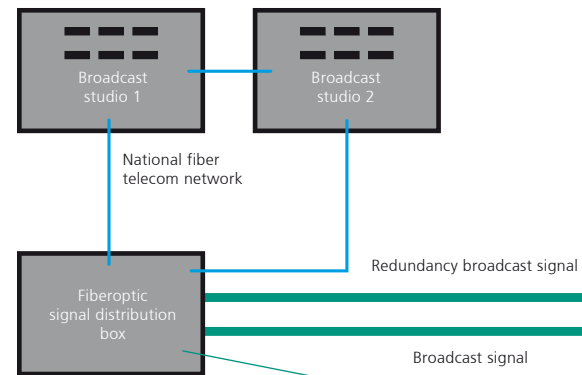 Broadcast
studio 1
Broadcast
studio 2
National fiber
telecom network
Redundancy broadcast signal
Fiberoptic
signal distribution
box
Broadcast signal